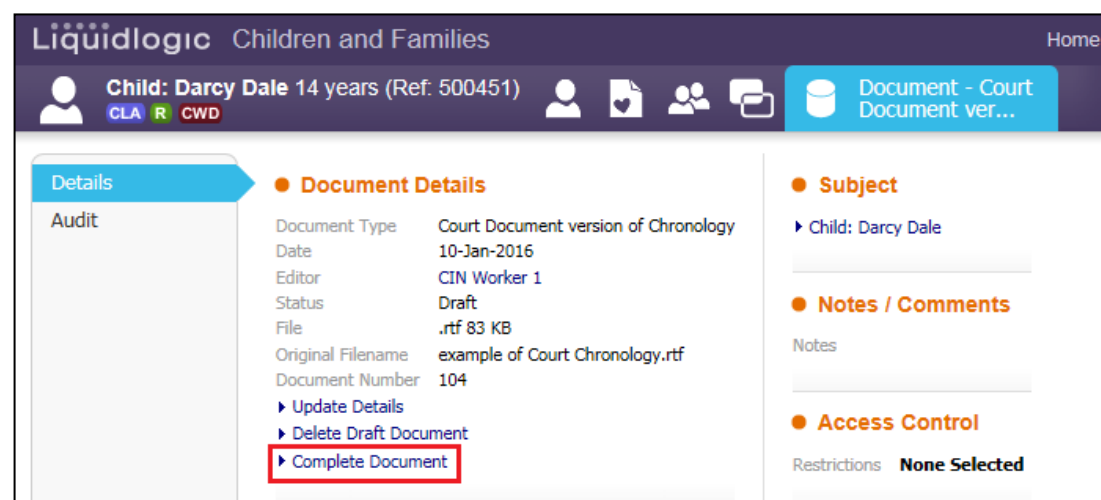 Liquidlogic Children and Families
Home
Child: Darcy Dale 14 years (Ref: 500451)
CLA R CWD
Document - Court
Document ver...
Details
Audit
Document Details
Document Type Court Document version of Chronology
Date 10-Jan-2016
Editor CIN Worker 1
Status Draft
File .rtf 83 KB
Original Filename example of Court Chronology.rtf
Document Number 104
Update Details
Delete Draft Document
Complete Document
Subject
Child: Darcy Dale
Notes / Comments
Notes
Access Control
Restrictions None Selected